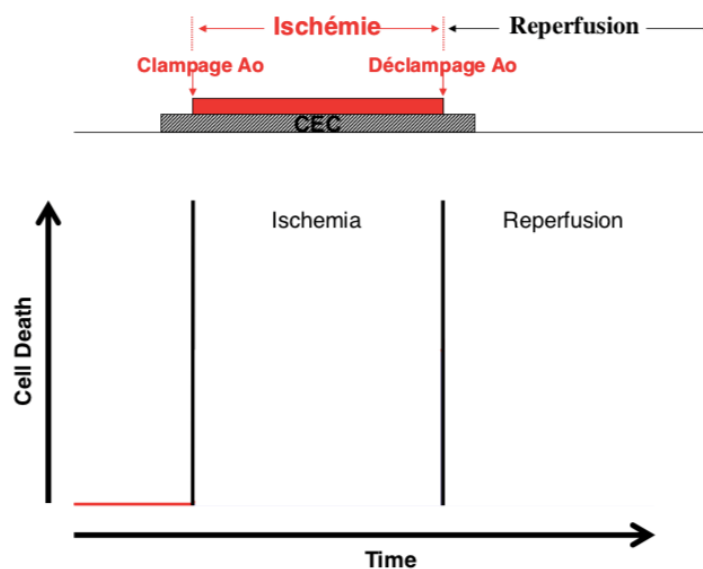 Ischémie
Reperfusion
Clampage Ao
Déclampage Ao
CEC
Ischemia
Reperfusion
Cell Death
Time